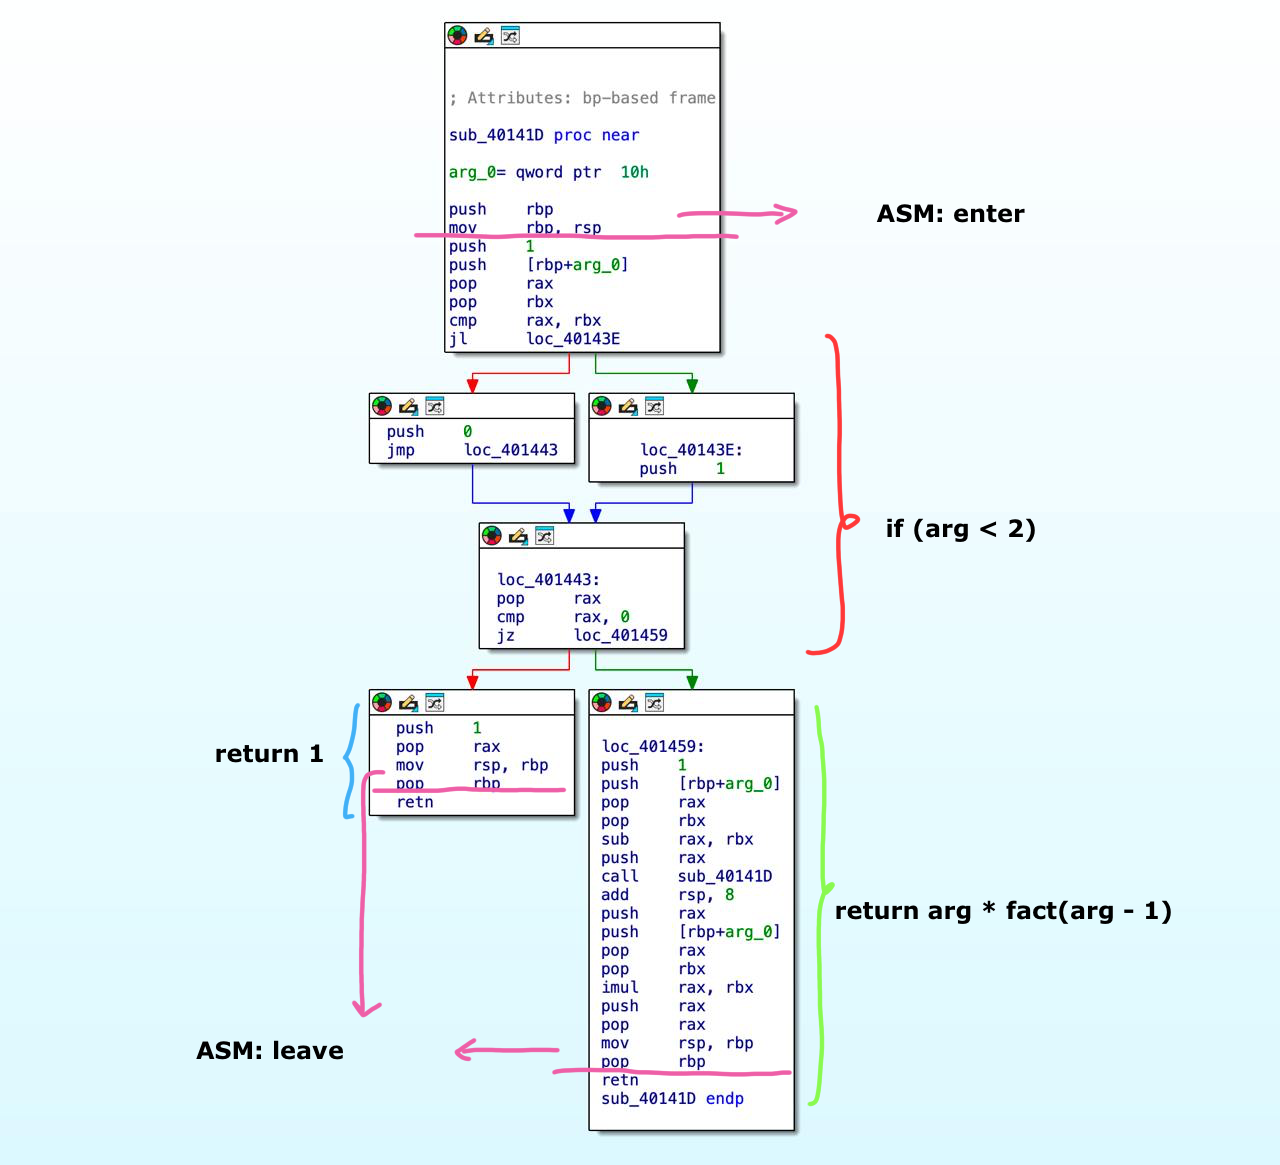 ; Attributes: bp-based frame
sub_40141D proc near
arg_0= qword ptr  10h
push    rbp
mov     rbp, rsp
push    1
push    [rbp+arg_0]
pop     rax
pop     rbx
cmp     rax, rbx
jl      loc_40143E
ASM: enter
push    0
jmp     loc_401443
loc_40143E:
push    1
if (arg < 2)
loc_401443:
pop     rax
cmp     rax, 0
jz      loc_401459
return 1
push    1
pop     rax
mov     rsp, rbp
pop     rbp
retn
loc_401459:
push    1
push    [rbp+arg_0]
pop     rax
pop     rbx
sub     rax, rbx
push    rax
call    sub_40141D
add     rsp, 8
push    rax
push    [rbp+arg_0]
pop     rax
pop     rbx
imul    rax, rbx
push    rax
pop     rax
mov     rsp, rbp
pop     rbp
retn
sub_40141D endp
return arg * fact(arg - 1)
ASM: leave